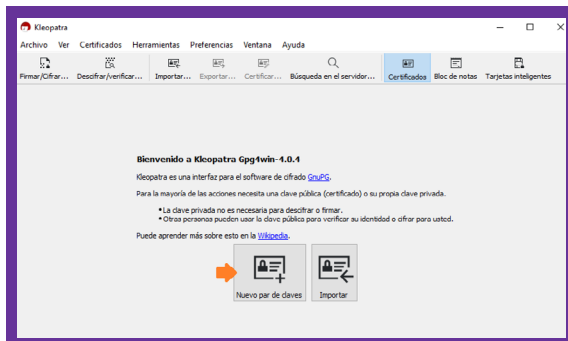 Kleopatra
Archivo Ver Certificados Herramientas Preferencias Ventana Ayuda
Firmar/Cifrar... Descifrar/verificar... Importar... Exportar... Certificar... Búsqueda en el servidor... Certificados Bloc de notas Tarjetas inteligentes
Bienvenido a Kleopatra Gpg4win-4.0.4
Kleopatra es una interfaz para el software de cifrado GnuPG.
Para la mayoría de las acciones necesita una clave pública (certificado) o su propia clave privada.
•La clave privada no es necesaria para descifrar o firmar.
•Otras personas pueden usar la clave pública para verificar su identidad o cifrar para usted.
Puede aprender más sobre esto en la Wikipedia.
Nuevo par de claves Importar